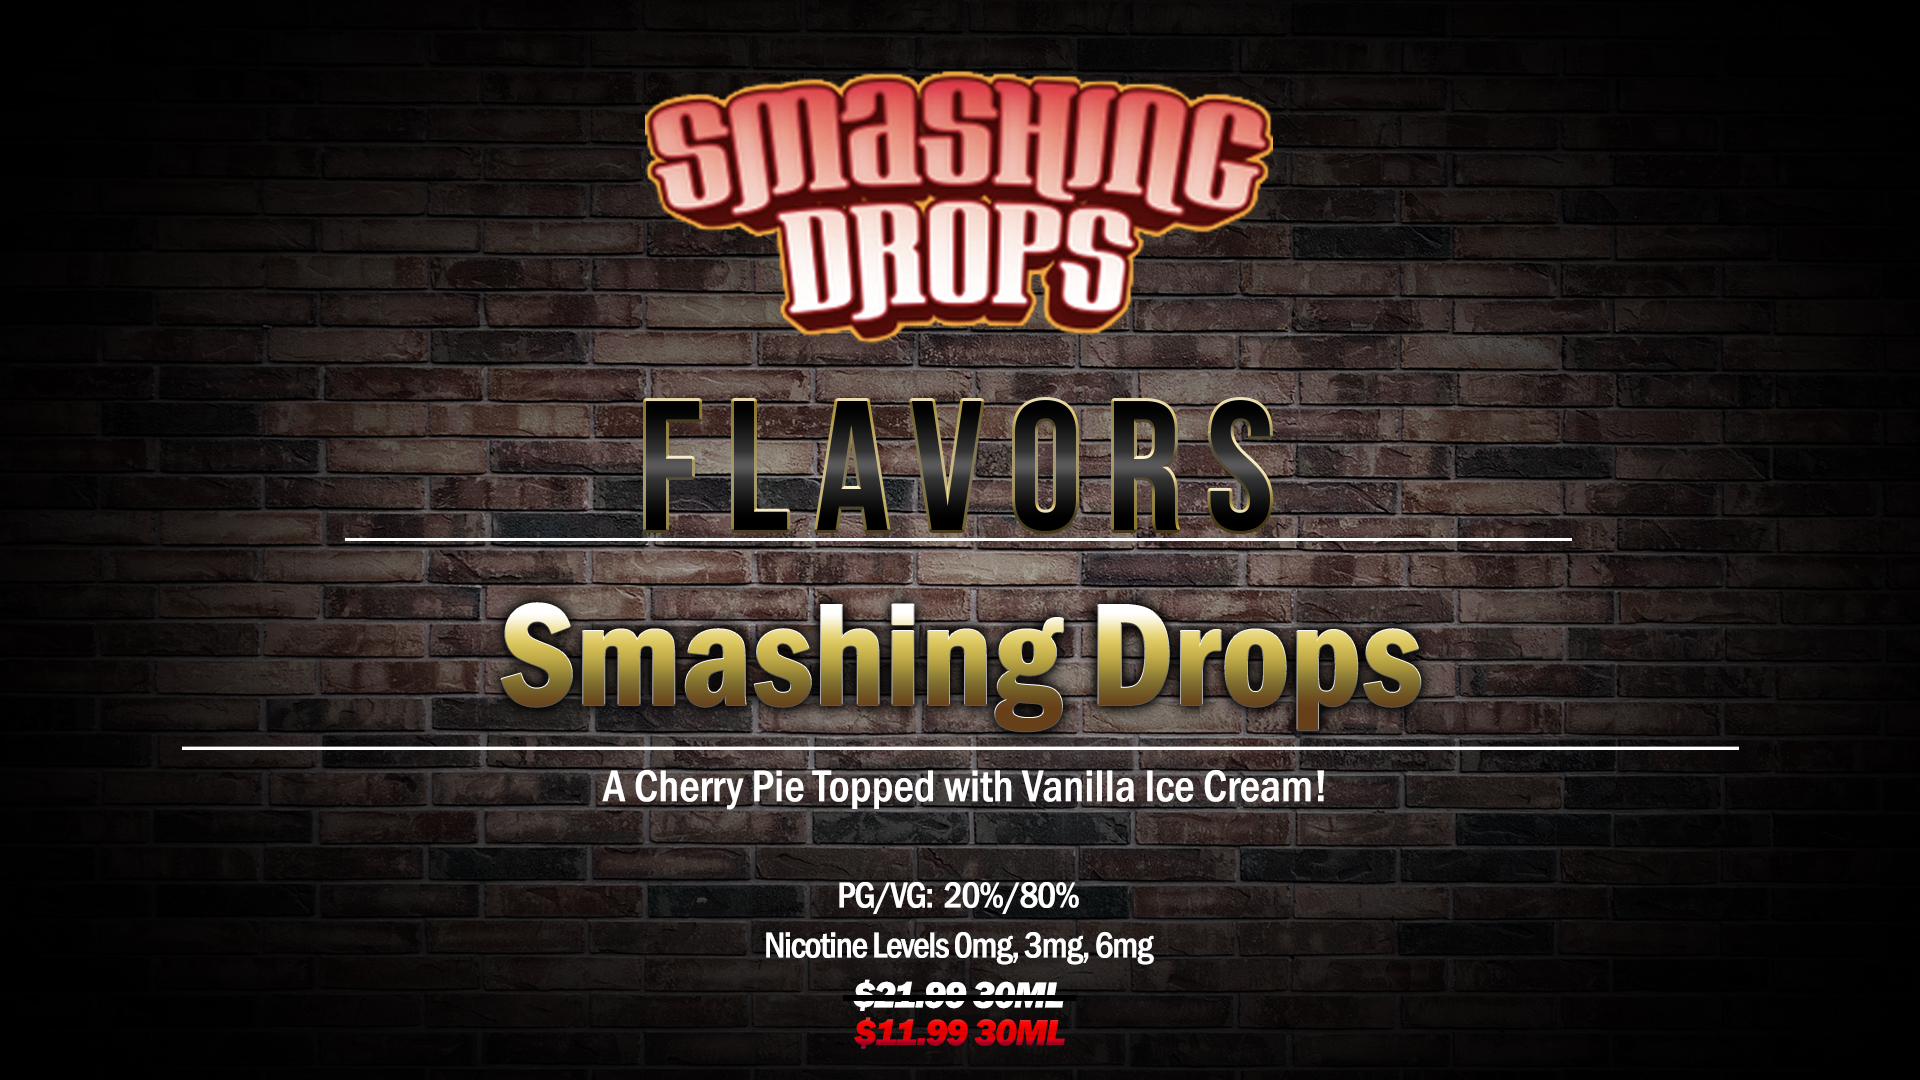 SMaSHING
DROPS
FLAVORS
Smashing Drops
A Cherry Pie Topped with Vanilla Ice Cream!
PG/VG: 20%/80%
Nicotine Levels 0mg, 3mg, 6mg
$21.99 30ML
$11.99 30ML